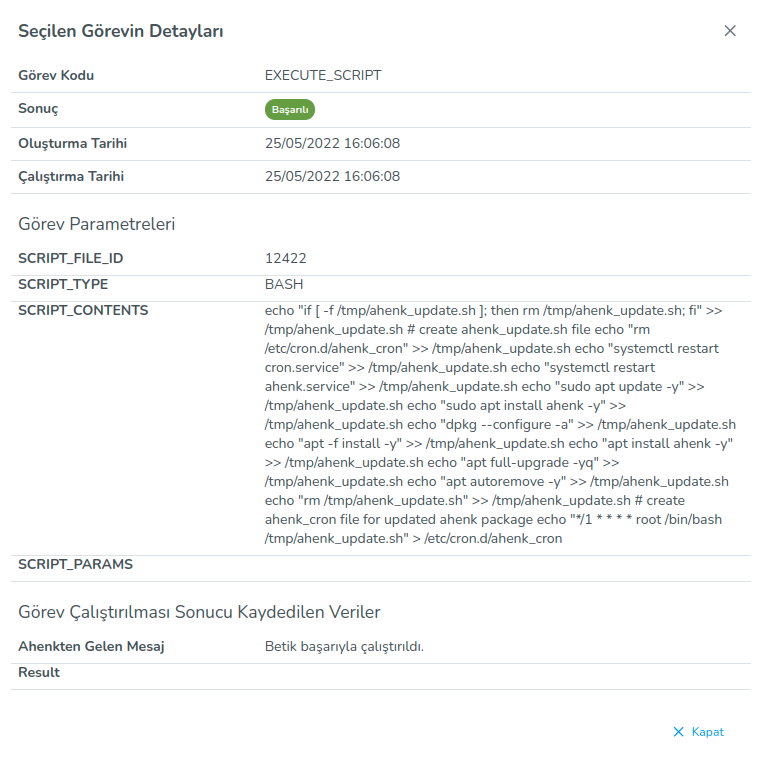 Seçilen Görevin Detayları
Görev Kodu EXECUTE_SCRIPT
Sonuç Başarılı
Oluşturma Tarihi 25/05/2022 16:06:08
Çalıştırma Tarihi 25/05/2022 16:06:08
Görev Parametreleri
SCRIPT_FILE_ID 12422
SCRIPT_TYPE BASH
SCRIPT_CONTENTS echo "if [ -f /tmp/ahenk_update.sh ]; then rm /tmp/ahenk_update.sh; fi" >>
/tmp/ahenk_update.sh # create ahenk_update.sh file echo "rm
/etc/cron.d/ahenk_cron" >> /tmp/ahenk_update.sh echo "systemctl restart
cron.service" >> /tmp/ahenk_update.sh echo "systemctl restart
ahenk.service" >> /tmp/ahenk_update.sh echo "sudo apt update -y" >>
/tmp/ahenk_update.sh echo "sudo apt install ahenk -y" >>
/tmp/ahenk_update.sh echo "dpkg --configure -a" >> /tmp/ahenk_update.sh
echo "apt -f install -y" >> /tmp/ahenk_update.sh echo "apt install ahenk -y"
>> /tmp/ahenk_update.sh echo "apt full-upgrade -yq" >>
/tmp/ahenk_update.sh echo "apt autoremove -y" >> /tmp/ahenk_update.sh
echo "rm /tmp/ahenk_update.sh" >> /tmp/ahenk_update.sh # create
ahenk_cron file for updated ahenk package echo "*/1 * * * * root /bin/bash
/tmp/ahenk_update.sh" > /etc/cron.d/ahenk_cron
SCRIPT_PARAMS
Görev Çalıştırılması Sonucu Kaydedilen Veriler
Ahenkten Gelen Mesaj Betik başarıyla çalıştırıldı.
Result
Kapat